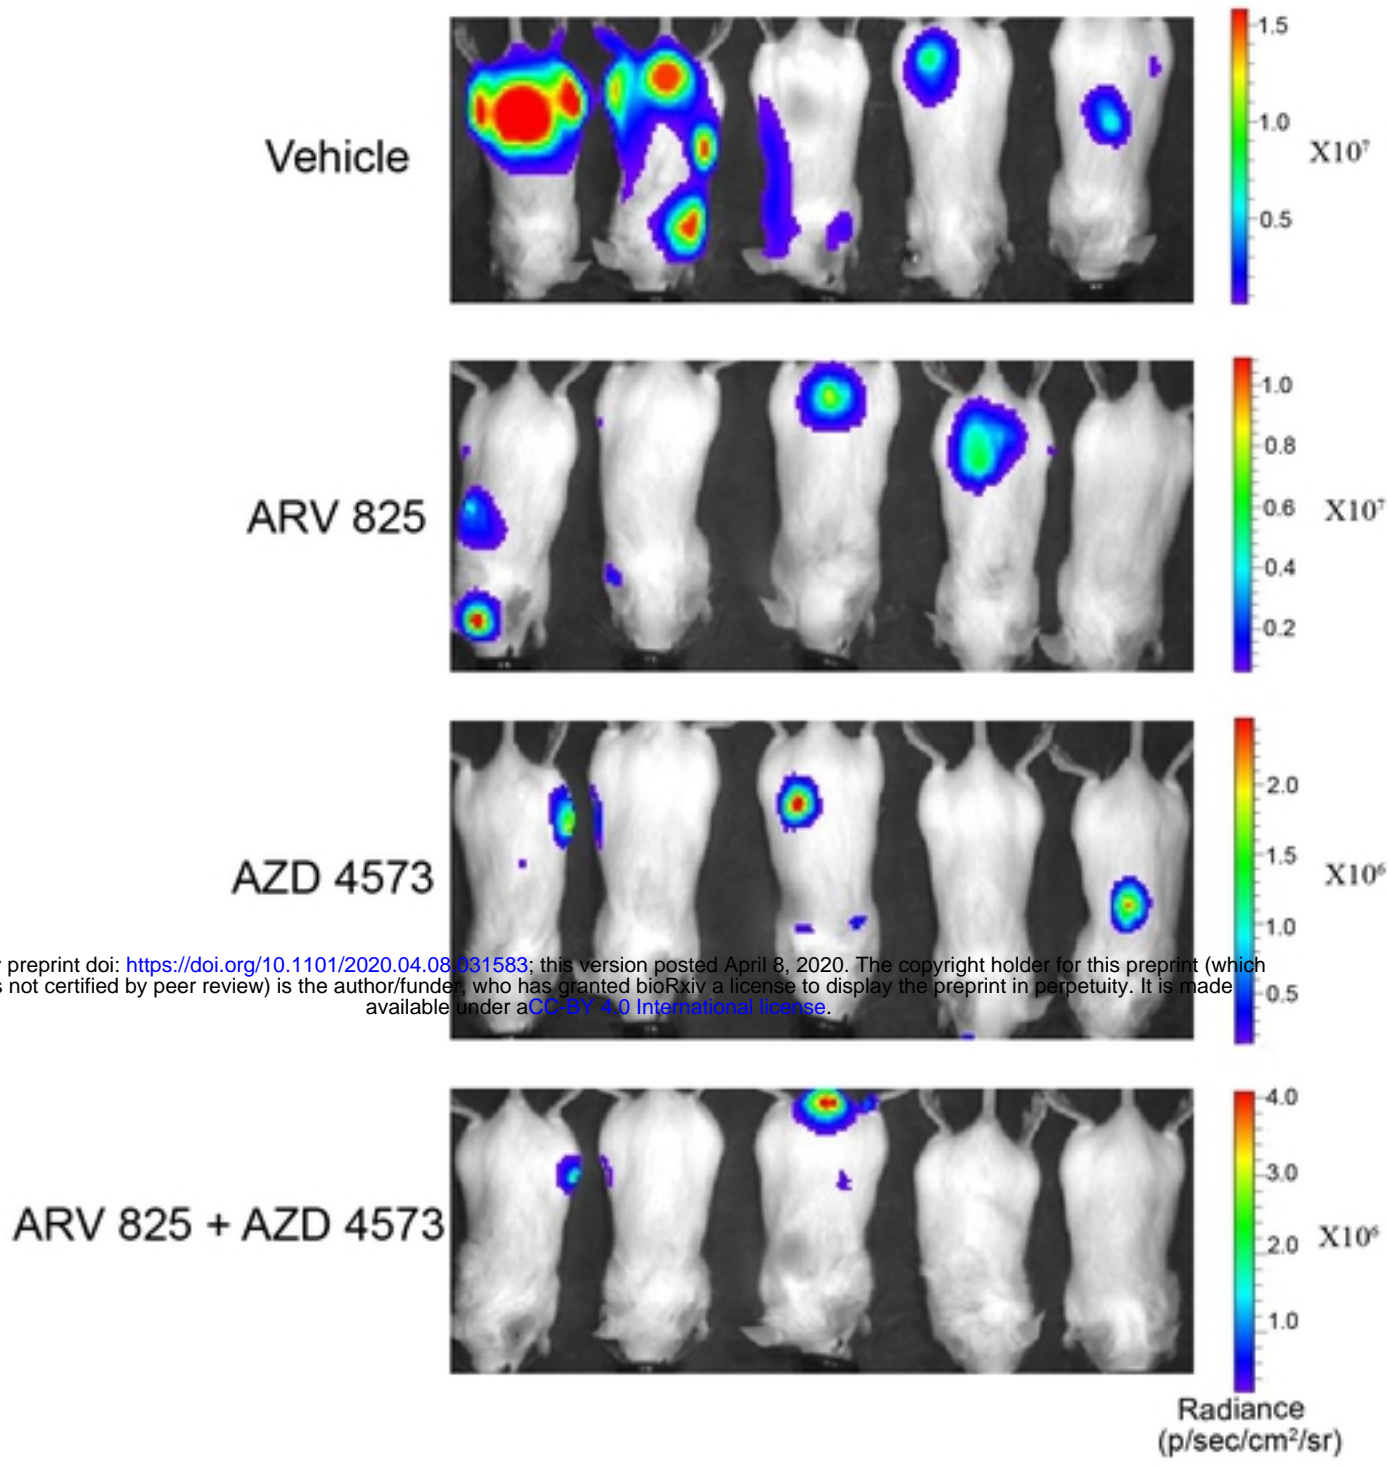 Vehicle
1.5
1.0
0.5
X10⁷
ARV 825
1.0
0.8
0.6
0.4
0.2
X10⁷
AZD 4573
2.0
1.5
1.0
0.5
X10⁶
preprint doi: https://doi.org/10.1101/2020.04.08.031583; this version posted April 8, 2020. The copyright holder for this preprint (which
not certified by peer review) is the author/funder, who has granted bioRxiv a license to display the preprint in perpetuity. It is made
available under aCC-BY 4.0 International license.
ARV 825 + AZD 4573
4.0
3.0
2.0
1.0
X10⁶
Radiance
(p/sec/cm²/sr)